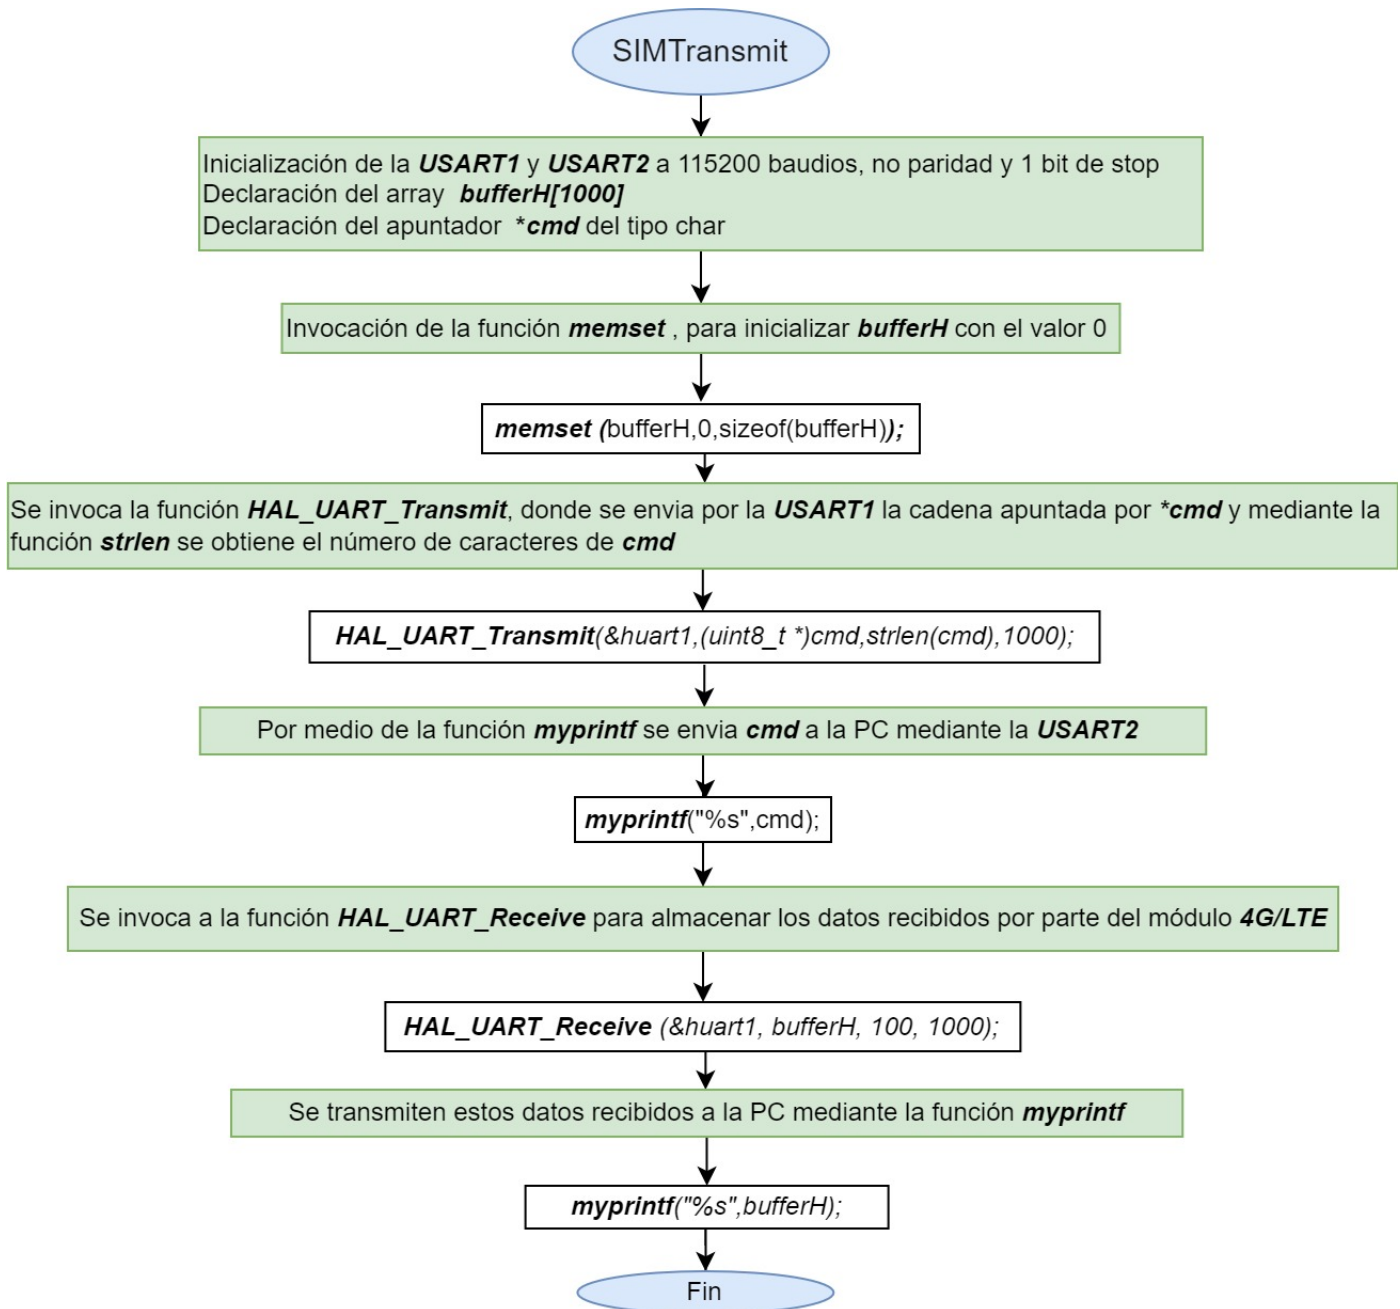 SIMTransmit
Inicialización de la USART1 y USART2 a 115200 baudios, no paridad y 1 bit de stop
Declaración del array bufferH[1000]
Declaración del apuntador *cmd del tipo char
Invocación de la función memset , para inicializar bufferH con el valor 0
memset (bufferH,0,sizeof(bufferH));
Se invoca la función HAL_UART_Transmit, donde se envia por la USART1 la cadena apuntada por *cmd y mediante la
función strlen se obtiene el número de caracteres de cmd
HAL_UART_Transmit(&huart1,(uint8_t *)cmd,strlen(cmd),1000);
Por medio de la función myprintf se envia cmd a la PC mediante la USART2
myprintf("%s",cmd);
Se invoca a la función HAL_UART_Receive para almacenar los datos recibidos por parte del módulo 4G/LTE
HAL_UART_Receive (&huart1, bufferH, 100, 1000);
Se transmiten estos datos recibidos a la PC mediante la función myprintf
myprintf("%s",bufferH);
Fin